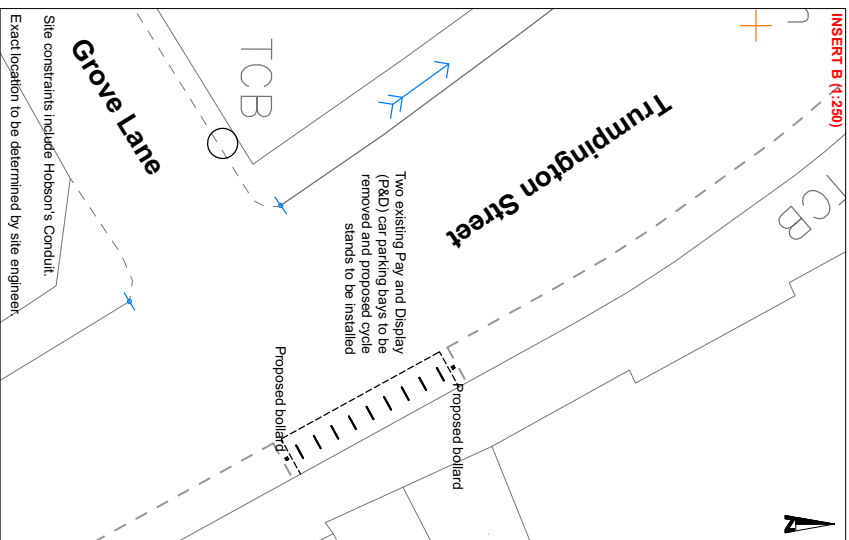 INSERT B (1:250)
n
TCB
Trumpington Street
TCB
Grove Lane
Two existing Pay and Display
(P&D) car parking bays to be
removed and proposed cycle
stands to be installed
Proposed bollard
Proposed bollard
Site constraints include Hobson's Conduit.
Exact location to be determined by site engineer.
N